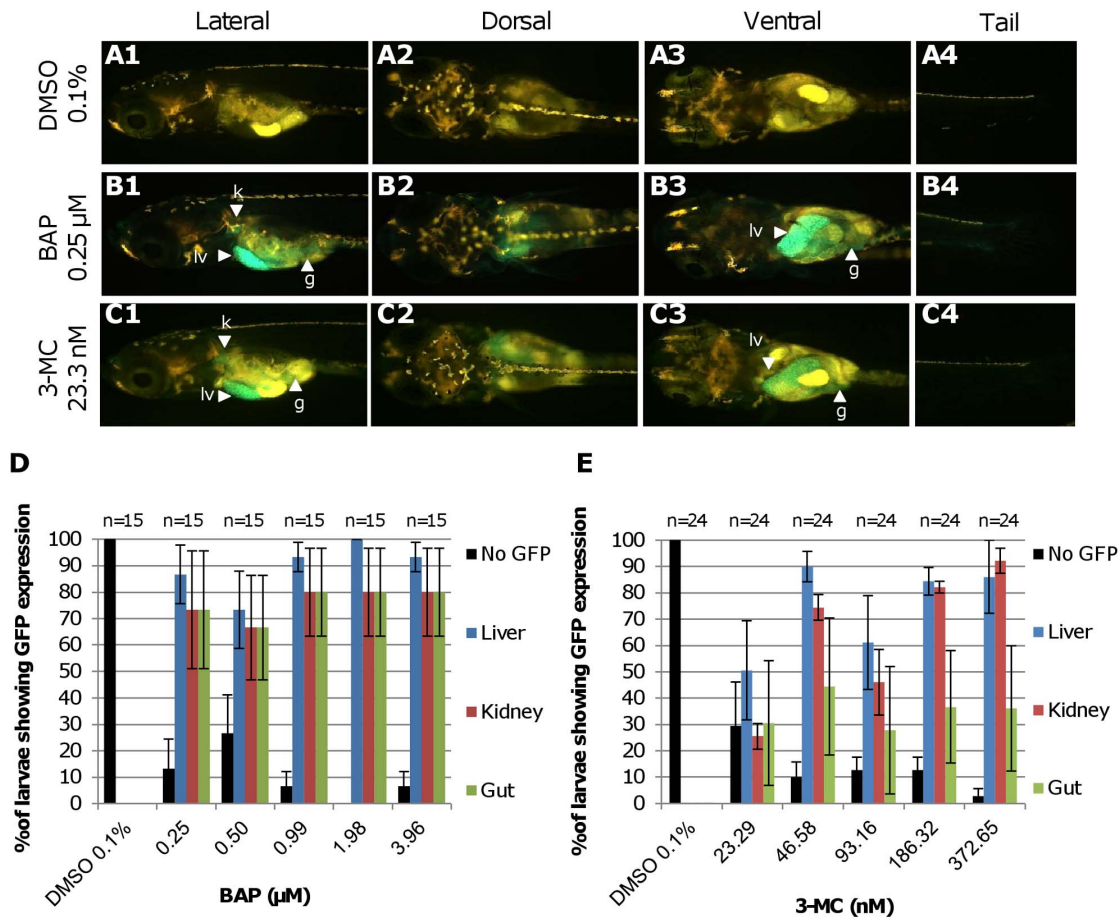 Lateral Dorsal Ventral Tail
DMSO 0.1%
A1 A2 A3 A4
BAP 0.25 µM
B1 B2 B3 B4
k
lv
g
lv
g
3-MC 23.3 nM
C1 C2 C3 C4
k
lv
g
lv
g
D
n=15 n=15 n=15 n=15 n=15 n=15
%of larvae showing GFP expression
100
90
80
70
60
50
40
30
20
10
0
DMSO 0.1% 0.25 0.50 0.99 1.98 3.96
BAP (µM)
No GFP
Liver
Kidney
Gut
E
n=24 n=24 n=24 n=24 n=24 n=24
%of larvae showing GFP expression
100
90
80
70
60
50
40
30
20
10
0
DMSO 0.1% 23.29 46.58 93.16 186.32 372.65
3-MC (nM)
No GFP
Liver
Kidney
Gut